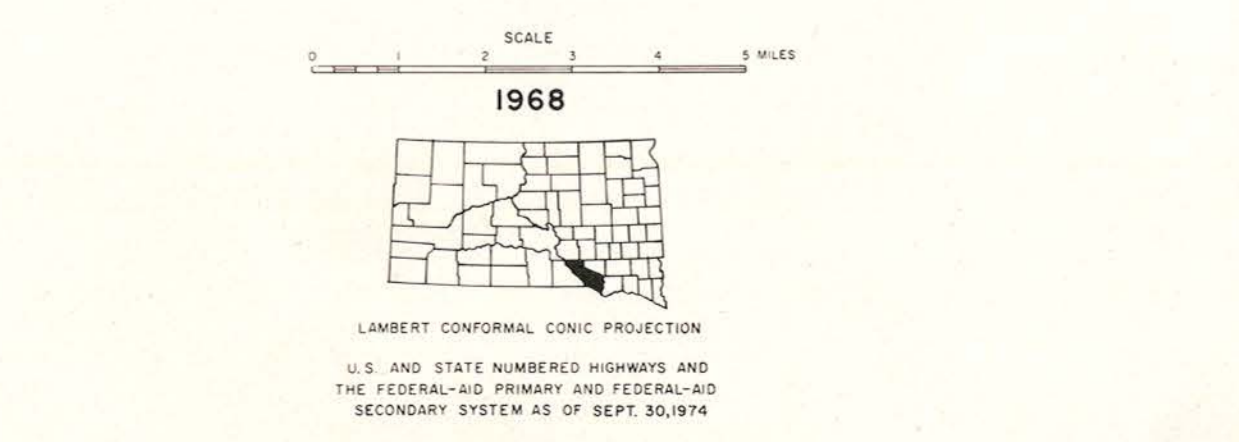 SCALE
0 1 2 3 4 5 MILES
1968
LAMBERT CONFORMAL CONIC PROJECTION
U.S. AND STATE NUMBERED HIGHWAYS AND
THE FEDERAL-AID PRIMARY AND FEDERAL-AID
SECONDARY SYSTEM AS OF SEPT. 30,1974